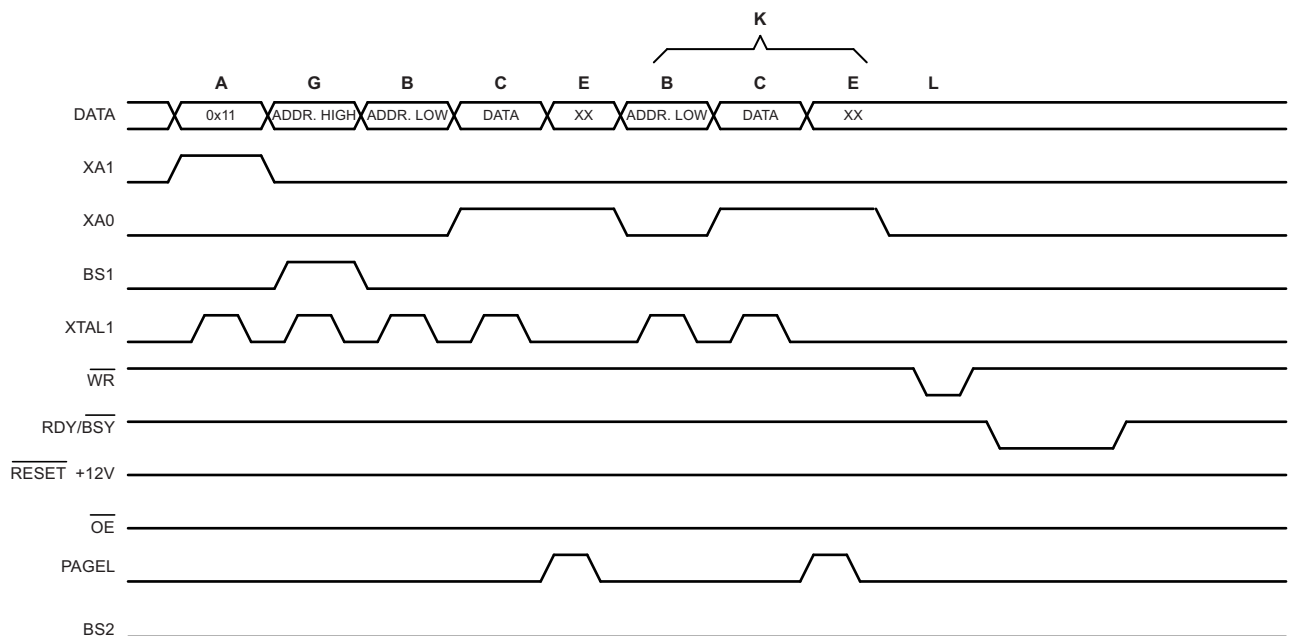 K
A G B C E B C E L
DATA 0x11 ADDR. HIGH ADDR. LOW DATA XX ADDR. LOW DATA XX
XA1
XA0
BS1
XTAL1
WR
RDY/BSY
RESET +12V
OE
PAGEL
BS2